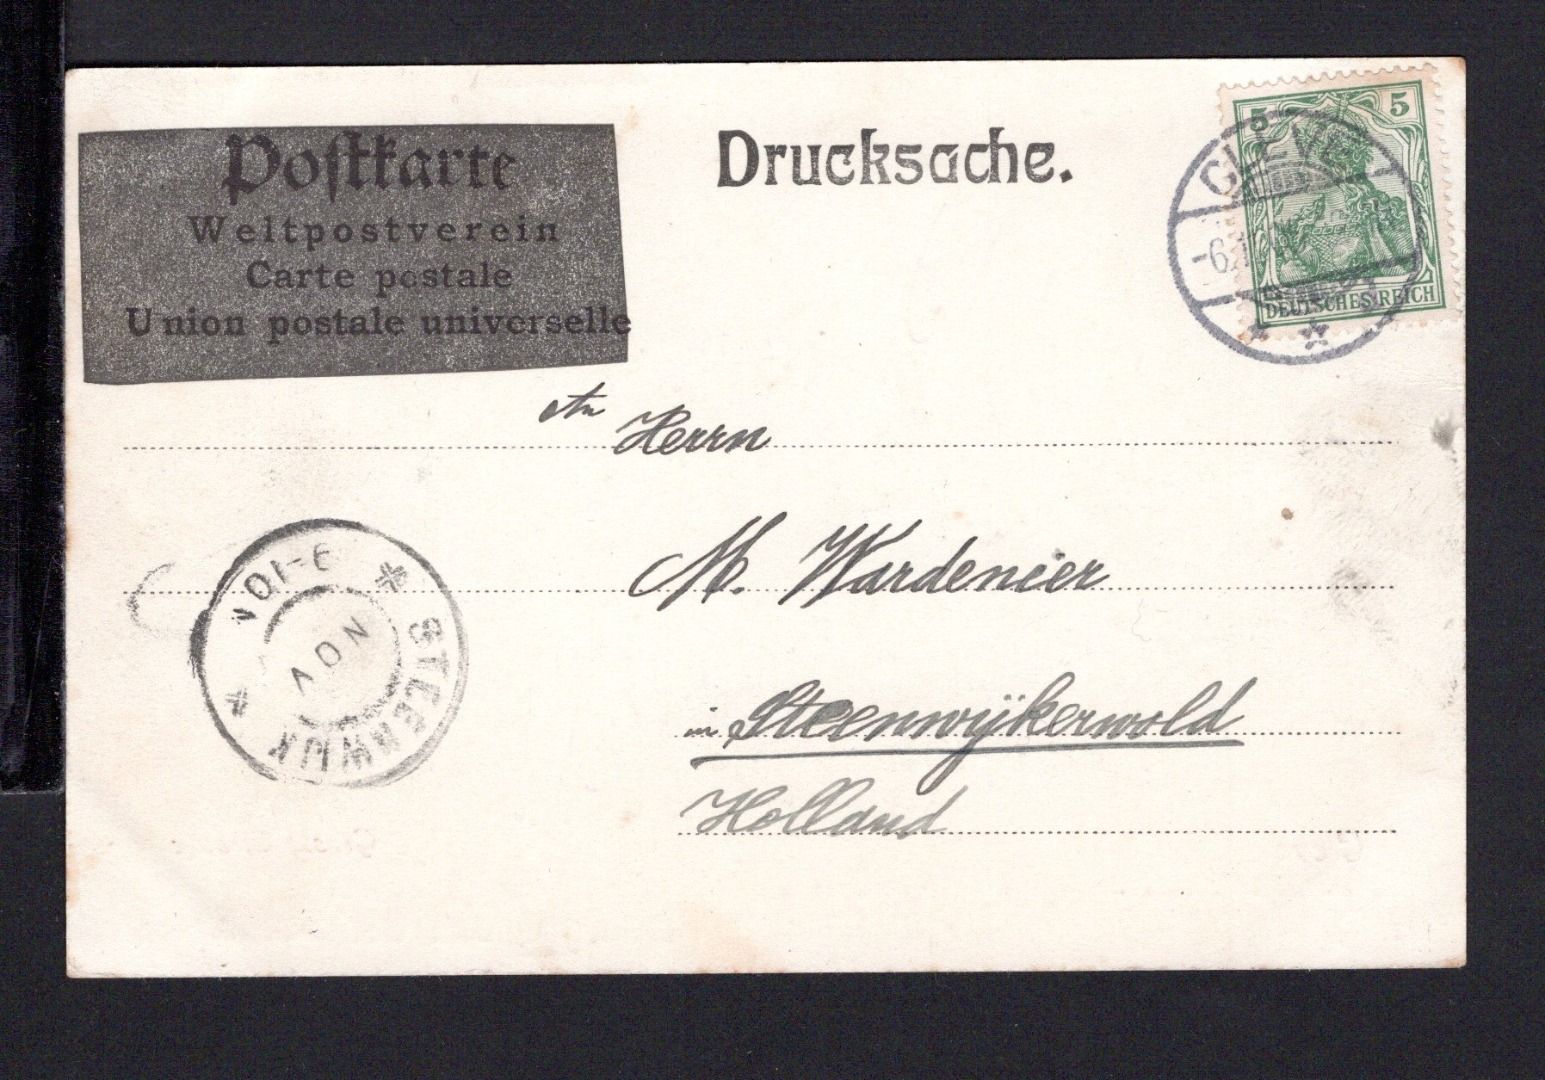 Postkarte
Weltpostverein
Carte postale
Union postale universelle
Drucksache.
5 5
DEUTSCHES REICH
CLEVE
An Herrn
M. Wardenier
in Steenwijkerwold
Holland
STEENWIJK
NOV